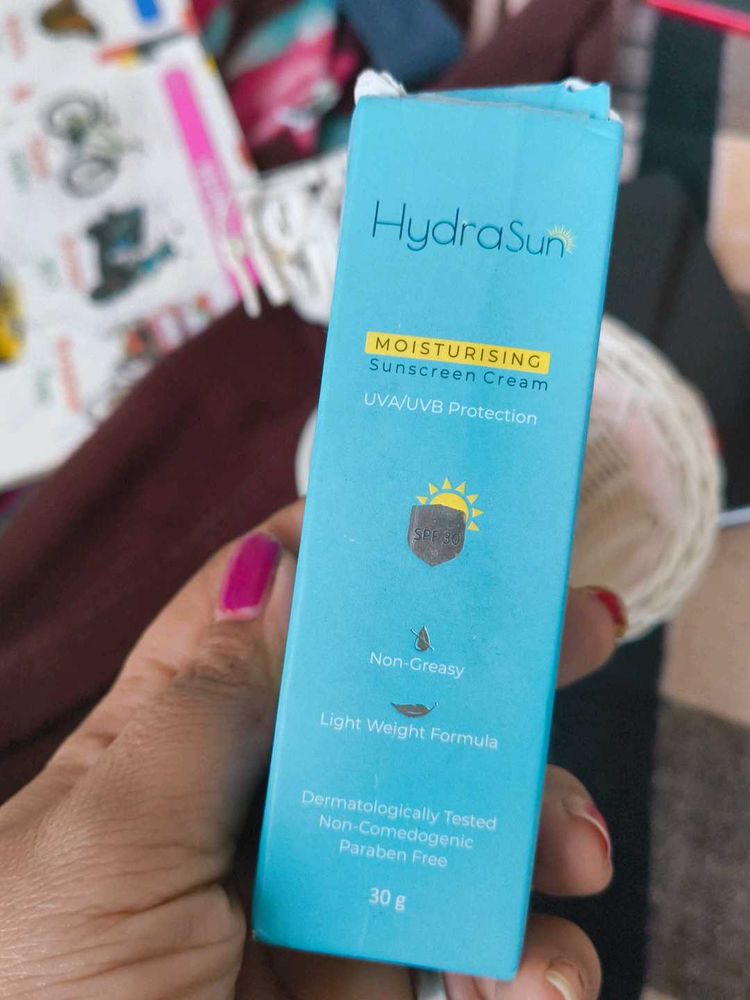 HydraSun
MOISTURISING
Sunscreen Cream
UVA/UVB Protection
SPF 30
Non-Greasy
Light Weight Formula
Dermatologically Tested
Non-Comedogenic
Paraben Free
30 g